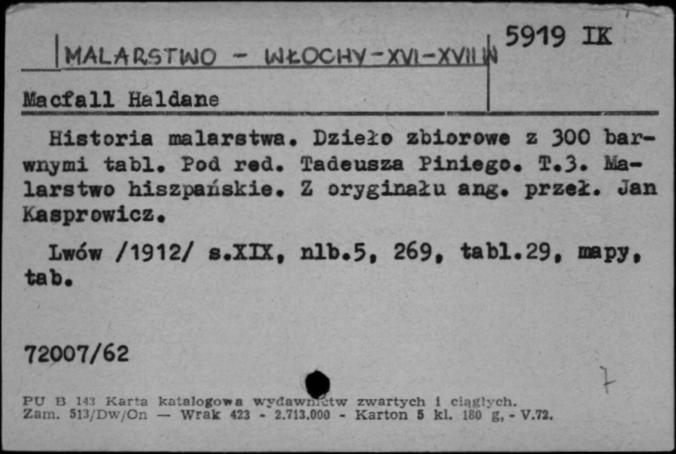 5919 IK
MALARSTWO - WŁOCHY-XVI-XVII W
Macfall Haldane
Historia malarstwa. Dzieło zbiorowe z 300 bar-
wnymi tabl. Pod red. Tadeusza Piniego. T.3. Ma-
larstwo hiszpańskie. Z oryginału ang. przeł. Jan
Kasprowicz.
Lwów /1912/ s.XIX, nlb.5, 269, tabl.29, mapy,
tab.
72007/62
7
PU B 143 Karta katalogowa wydawnictw zwartych i ciągłych.
Zam. 513/Dw/On — Wrak 423 - 2.713.000 - Karton 5 kl. 180 g, - V.72.